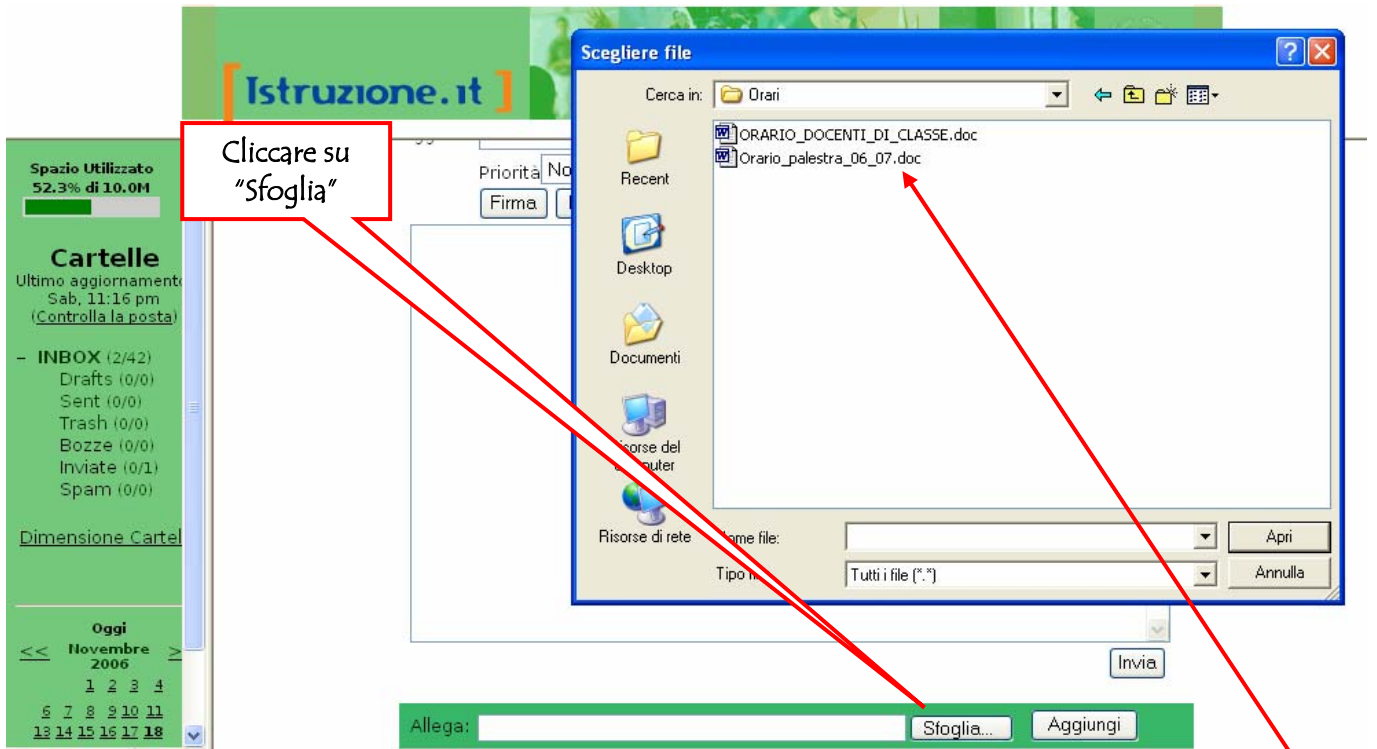 [Istruzione.it]
Scegliere file
Cerca in: Orari
ORARIO_DOCENTI_DI_CLASSE.doc
Orario_palestra_06_07.doc
Recent
Desktop
Documenti
Risorse di rete
Tipo
Tutti i file (*.*)
Apri
Annulla
Cliccare su
"Sfoglia"
Priorità No
Firma
Spazio Utilizzato
52.3% di 10.0M
Cartelle
Ultimo aggiornamento
Sab, 11:16 pm
(Controlla la posta)
– INBOX (2/42)
Drafts (0/0)
Sent (0/0)
Trash (0/0)
Bozze (0/0)
Inviate (0/1)
Spam (0/0)
Dimensione Cartel
Oggi
<< Novembre >
2006
1 2 3 4
6 7 8 9 10 11
13 14 15 16 17 18
Invia
Allega:
Sfoglia...
Aggiungi